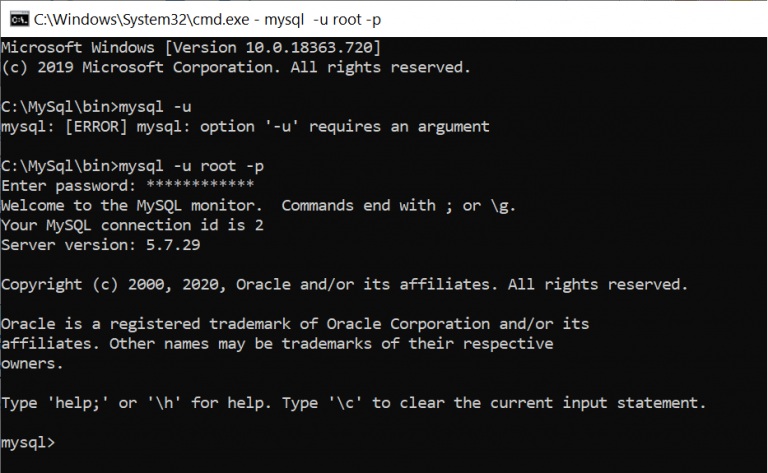 C:\Windows\System32\cmd.exe - mysql -u root -p
Microsoft Windows [Version 10.0.18363.720]
(c) 2019 Microsoft Corporation. All rights reserved.
C:\MySql\bin>mysql -u
mysql: [ERROR] mysql: option '-u' requires an argument
C:\MySql\bin>mysql -u root -p
Enter password: ************
Welcome to the MySQL monitor.  Commands end with ; or \g.
Your MySQL connection id is 2
Server version: 5.7.29
Copyright (c) 2000, 2020, Oracle and/or its affiliates. All rights reserved.
Oracle is a registered trademark of Oracle Corporation and/or its
affiliates. Other names may be trademarks of their respective
owners.
Type 'help;' or '\h' for help. Type '\c' to clear the current input statement.
mysql>